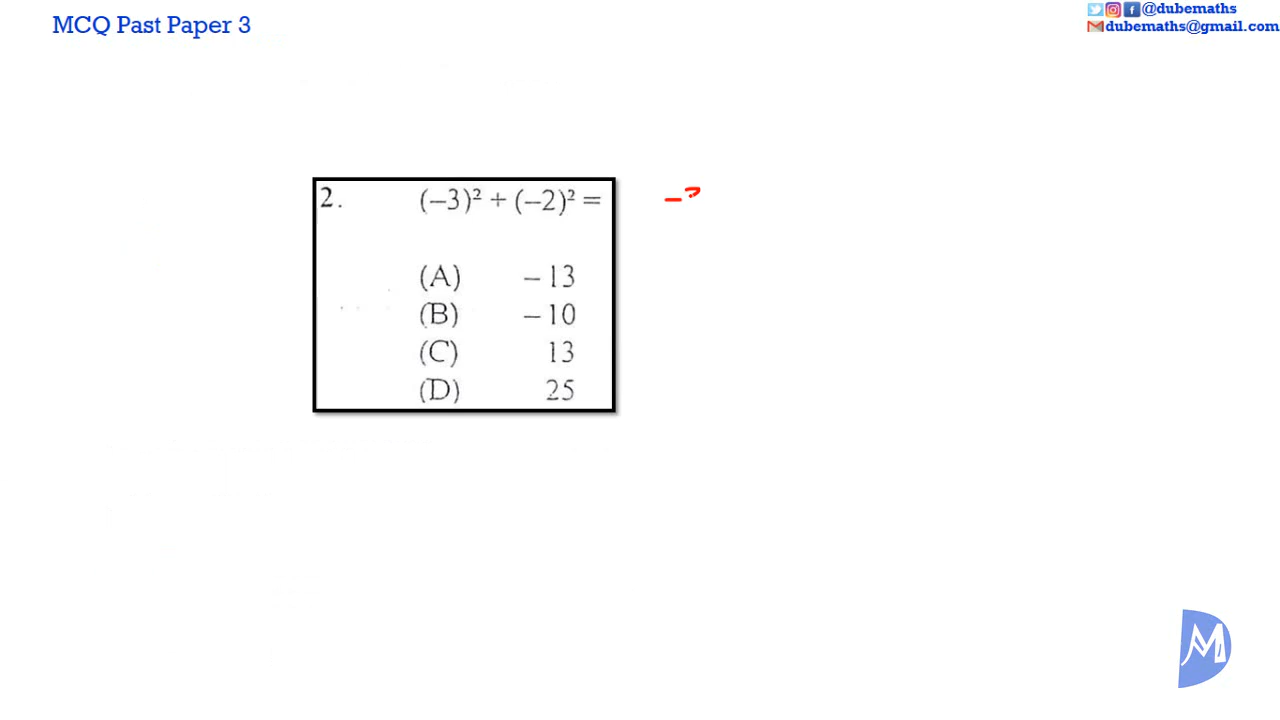 MCQ Past Paper 3
@dubemaths
dubemaths@gmail.com
2. (−3)² + (−2)² =
(A) − 13
(B) − 10
(C) 13
(D) 25
M